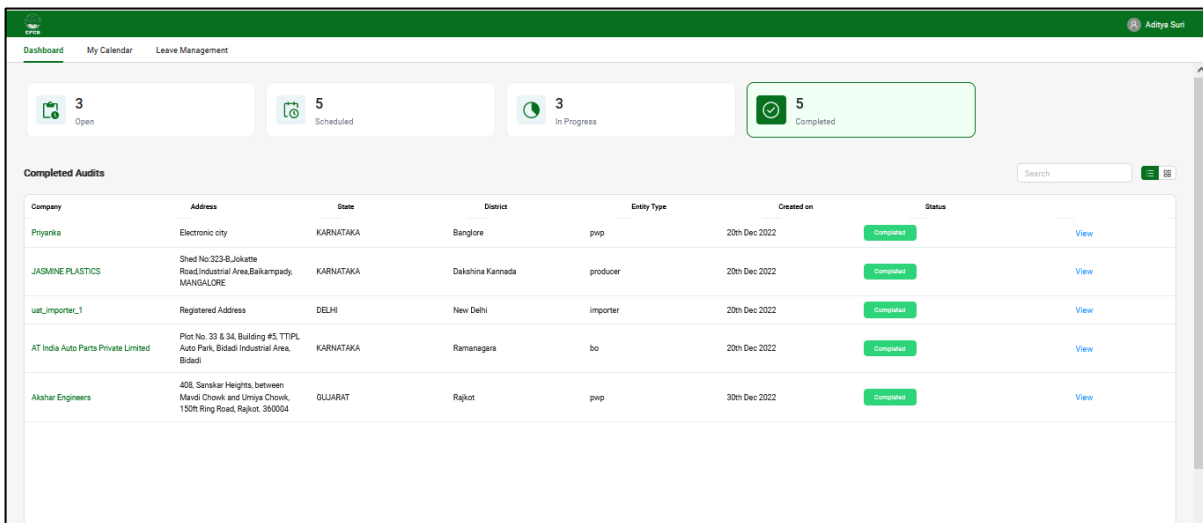 CPCB
Aditya Suri
Dashboard My Calendar Leave Management
3
Open
5
Scheduled
3
In Progress
5
Completed
Completed Audits
Search
Company Address State District Entity Type Created on Status
Priyanka Electronic city KARNATAKA Banglore pwp 20th Dec 2022 Completed View
Shed No:323-B,Jokatte
JASMINE PLASTICS Road,Industrial Area,Baikampady, KARNATAKA Dakshina Kannada producer 20th Dec 2022 Completed View
MANGALORE
uat_importer_1 Registered Address DELHI New Delhi importer 20th Dec 2022 Completed View
Plot No. 33 & 34, Building #5, TTIPL
AT India Auto Parts Private Limited Auto Park, Bidadi Industrial Area, KARNATAKA Ramanagara bo 20th Dec 2022 Completed View
Bidadi
408, Sanskar Heights, between
Akshar Engineers Mavdi Chowk and Umiya Chowk, GUJARAT Rajkot pwp 30th Dec 2022 Completed View
150ft Ring Road, Rajkot. 360004